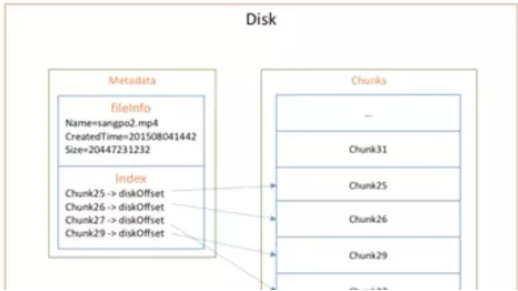 Disk
Metadata
fileInfo
Name=sangpo2.mp4
CreatedTime=201508041442
Size=20447231232
Index
Chunk25 -> diskOffset
Chunk26 -> diskOffset
Chunk27 -> diskOffset
Chunk29 -> diskOffset
Chunks
...
Chunk31
Chunk25
Chunk26
Chunk29
Chunk27